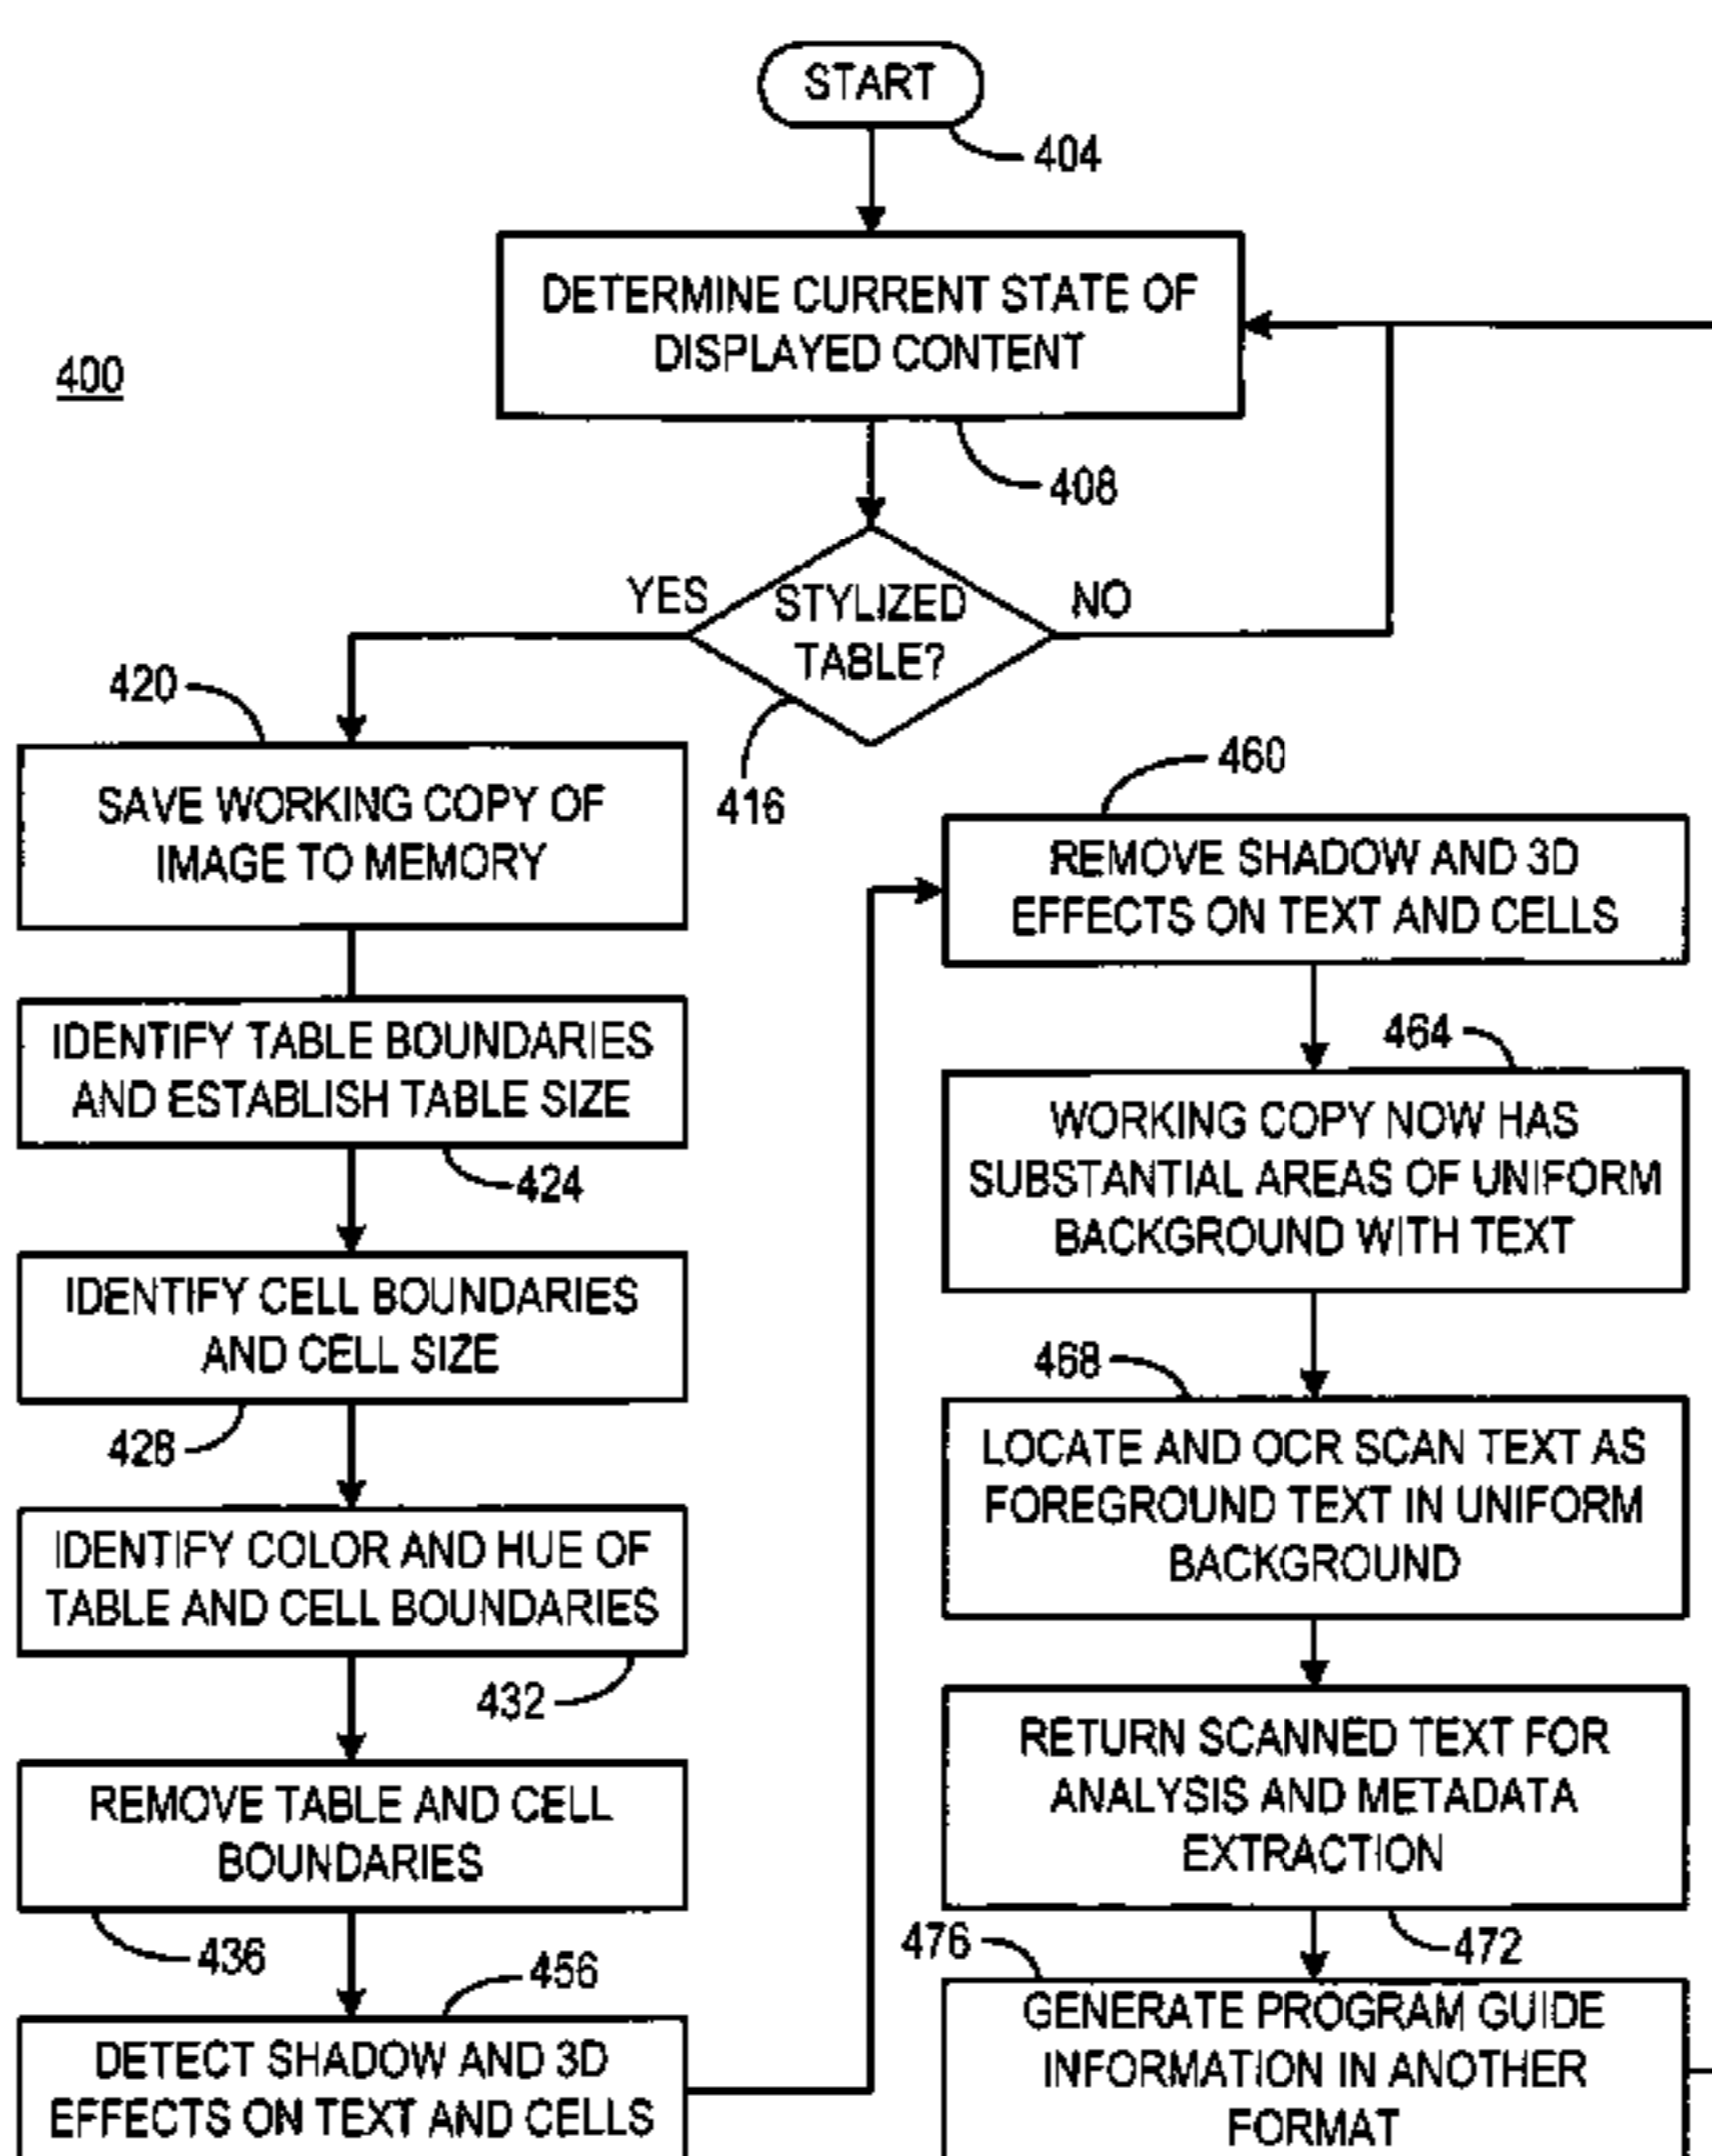 START
404
DETERMINE CURRENT STATE OF
DISPLAYED CONTENT
400
408
YES
STYLIZED
TABLE?
NO
416
420
SAVE WORKING COPY OF
IMAGE TO MEMORY
IDENTIFY TABLE BOUNDARIES
AND ESTABLISH TABLE SIZE
424
IDENTIFY CELL BOUNDARIES
AND CELL SIZE
428
IDENTIFY COLOR AND HUE OF
TABLE AND CELL BOUNDARIES
432
REMOVE TABLE AND CELL
BOUNDARIES
436
456
DETECT SHADOW AND 3D
EFFECTS ON TEXT AND CELLS
460
REMOVE SHADOW AND 3D
EFFECTS ON TEXT AND CELLS
464
WORKING COPY NOW HAS
SUBSTANTIAL AREAS OF UNIFORM
BACKGROUND WITH TEXT
468
LOCATE AND OCR SCAN TEXT AS
FOREGROUND TEXT IN UNIFORM
BACKGROUND
RETURN SCANNED TEXT FOR
ANALYSIS AND METADATA
EXTRACTION
472
476
GENERATE PROGRAM GUIDE
INFORMATION IN ANOTHER
FORMAT